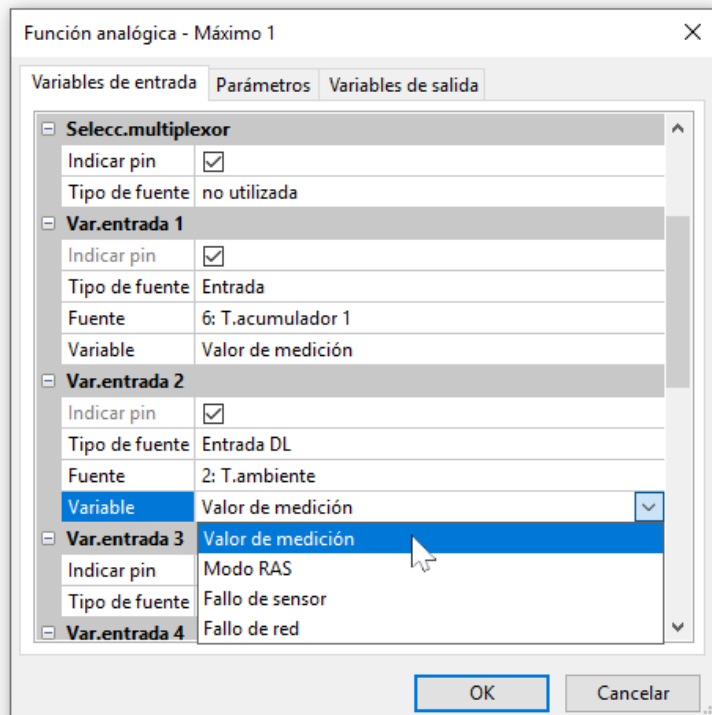 Función analógica - Máximo 1
Variables de entrada Parámetros Variables de salida
Selecc.multiplexor
Indicar pin
Tipo de fuente no utilizada
Var.entrada 1
Indicar pin
Tipo de fuente Entrada
Fuente 6: T.acumulador 1
Variable Valor de medición
Var.entrada 2
Indicar pin
Tipo de fuente Entrada DL
Fuente 2: T.ambiente
Variable Valor de medición
Var.entrada 3 Valor de medición
Indicar pin Modo RAS
Tipo de fuente Fallo de sensor
Var.entrada 4 Fallo de red
OK Cancelar